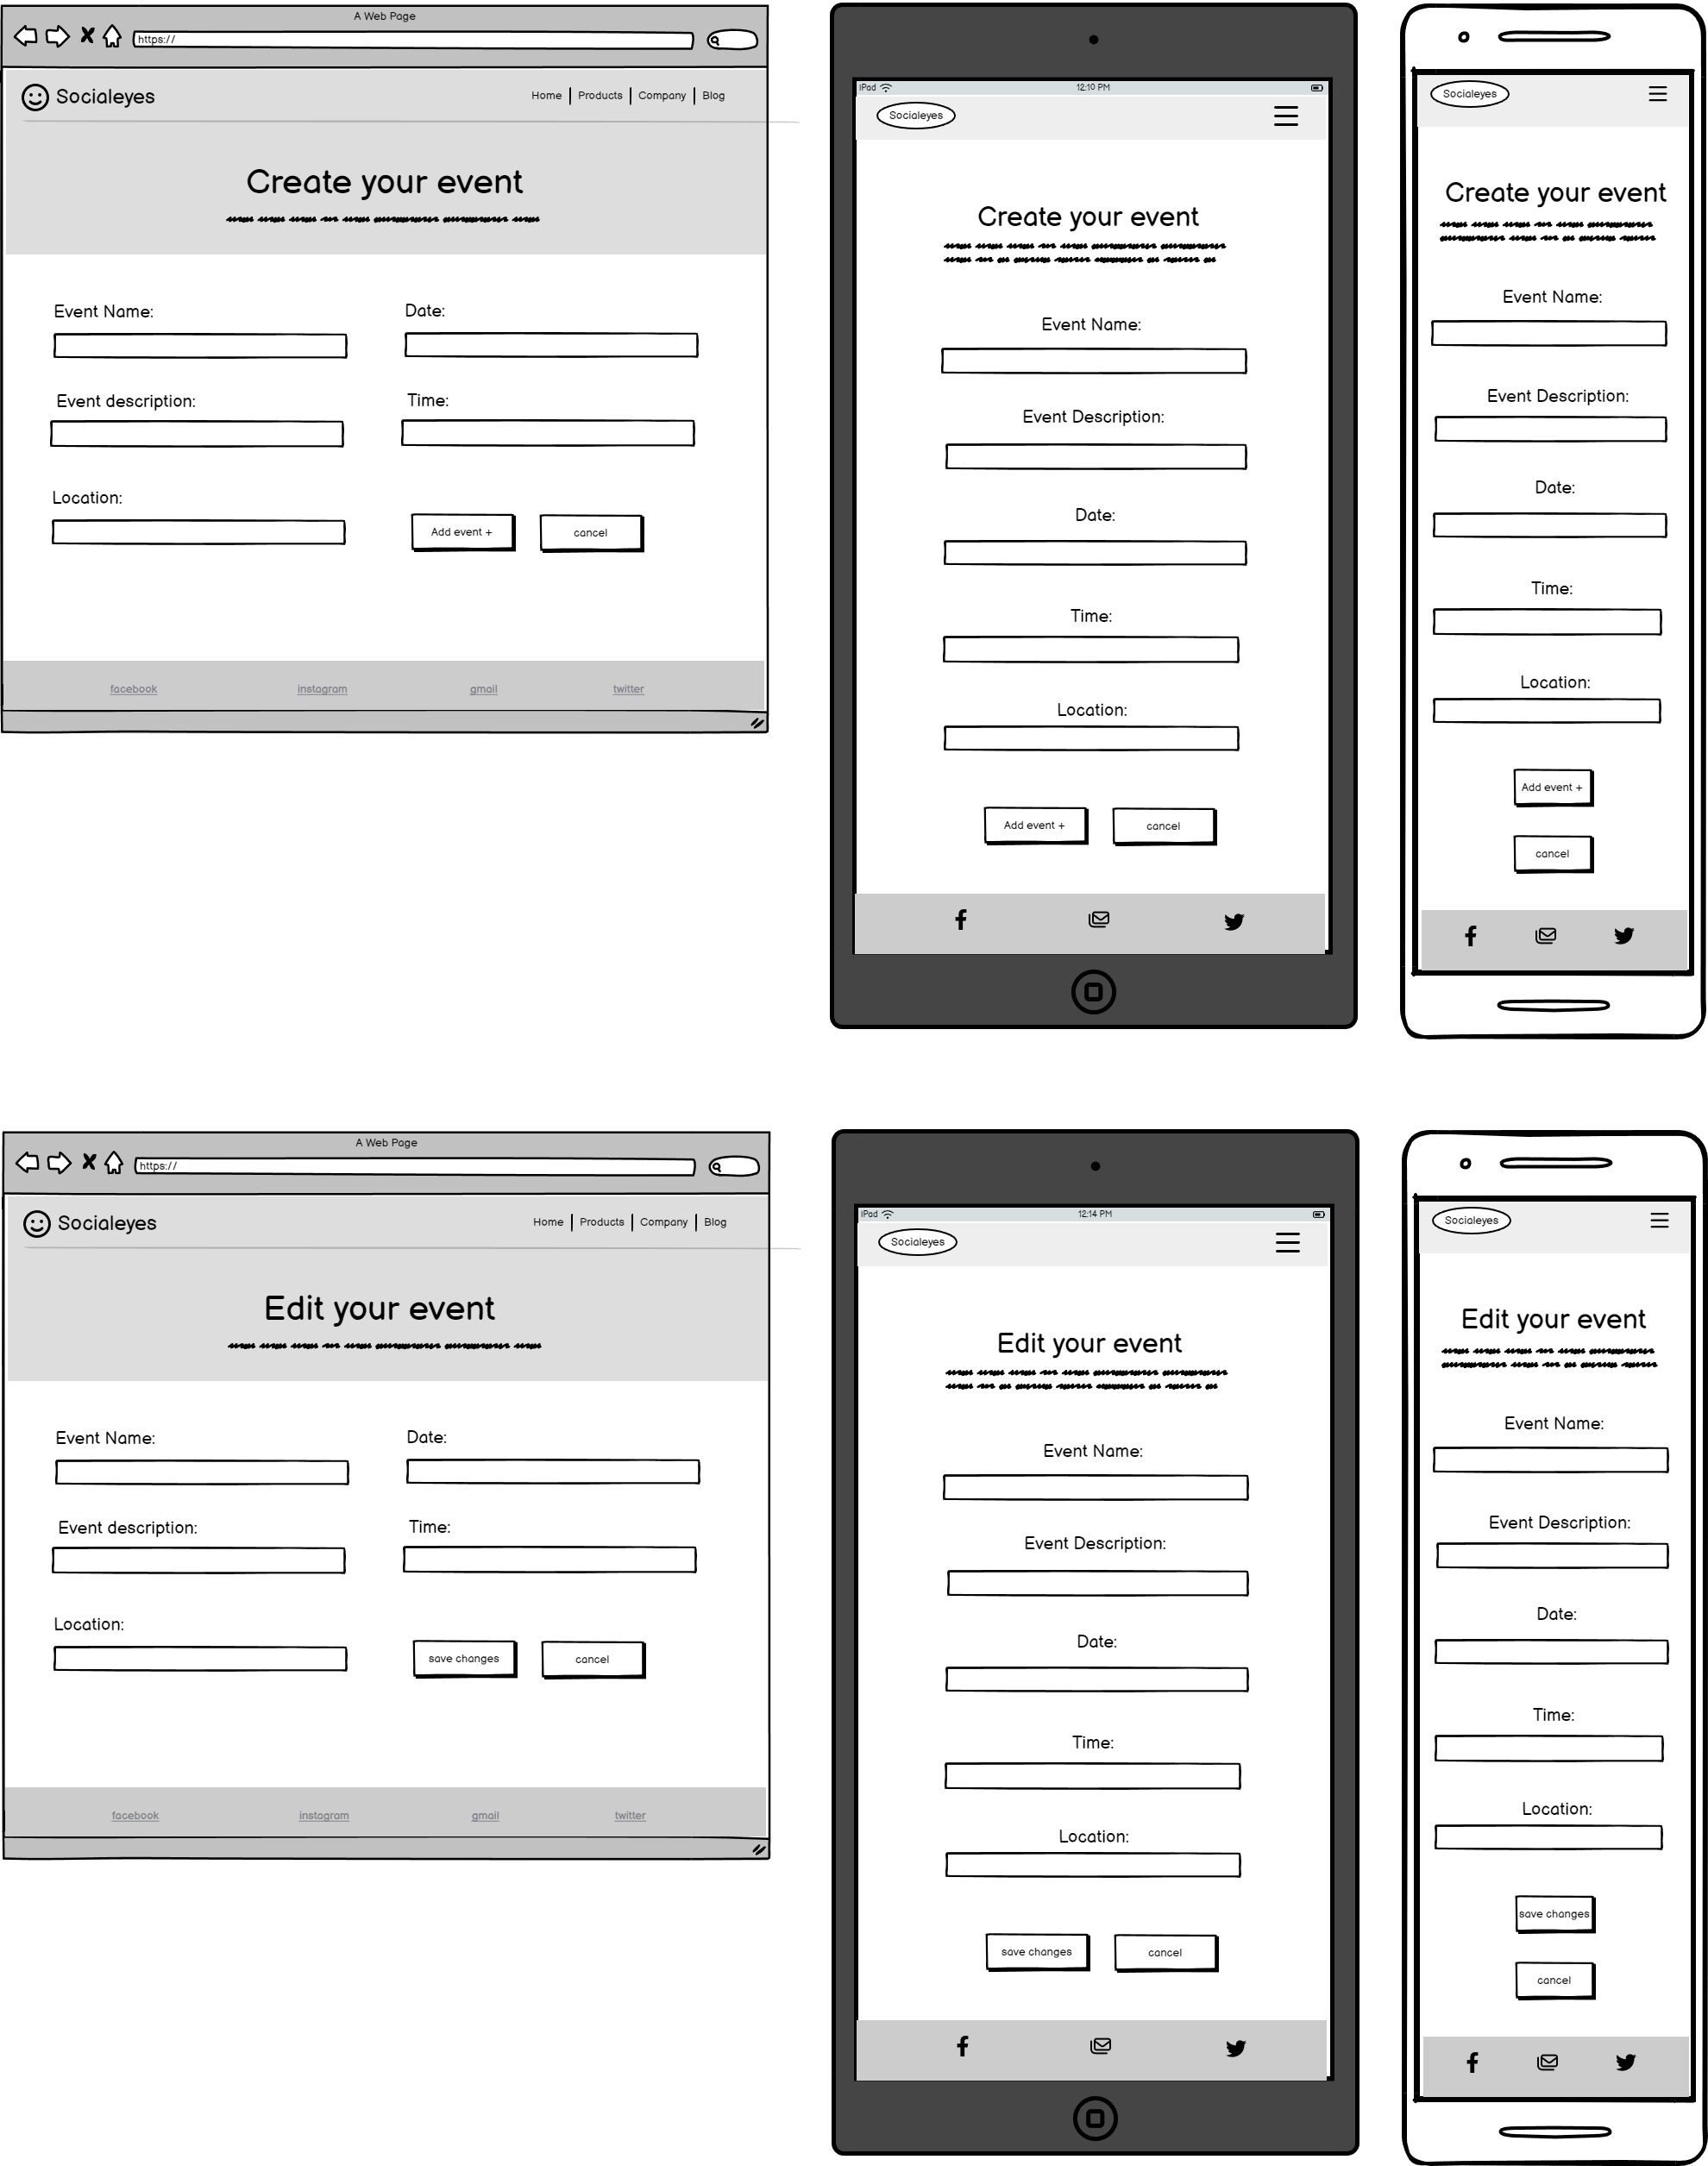 A Web Page
https://
Socialeyes
Home Products Company Blog
Create your event
Event Name: Date:
Event description: Time:
Location:
Add event + cancel
facebook instagram gmail twitter
iPad 12:10 PM
Socialeyes
Create your event
Event Name:
Event Description:
Date:
Time:
Location:
Add event + cancel
Socialeyes
Create your event
Event Name:
Event Description:
Date:
Time:
Location:
Add event +
cancel
A Web Page
https://
Socialeyes
Home Products Company Blog
Edit your event
Event Name: Date:
Event description: Time:
Location:
save changes cancel
facebook instagram gmail twitter
iPad 12:14 PM
Socialeyes
Edit your event
Event Name:
Event Description:
Date:
Time:
Location:
save changes cancel
Socialeyes
Edit your event
Event Name:
Event Description:
Date:
Time:
Location:
save changes
cancel